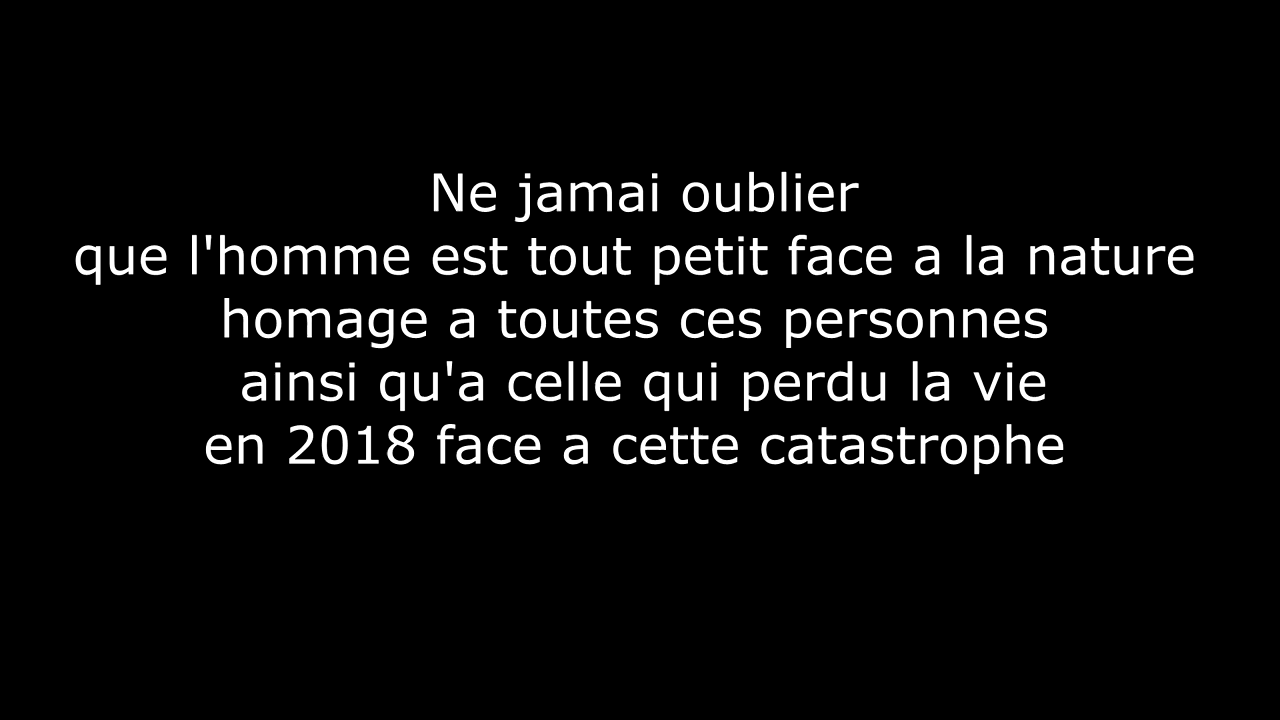 Ne jamai oublier
que l'homme est tout petit face a la nature
homage a toutes ces personnes
ainsi qu'a celle qui perdu la vie
en 2018 face a cette catastrophe